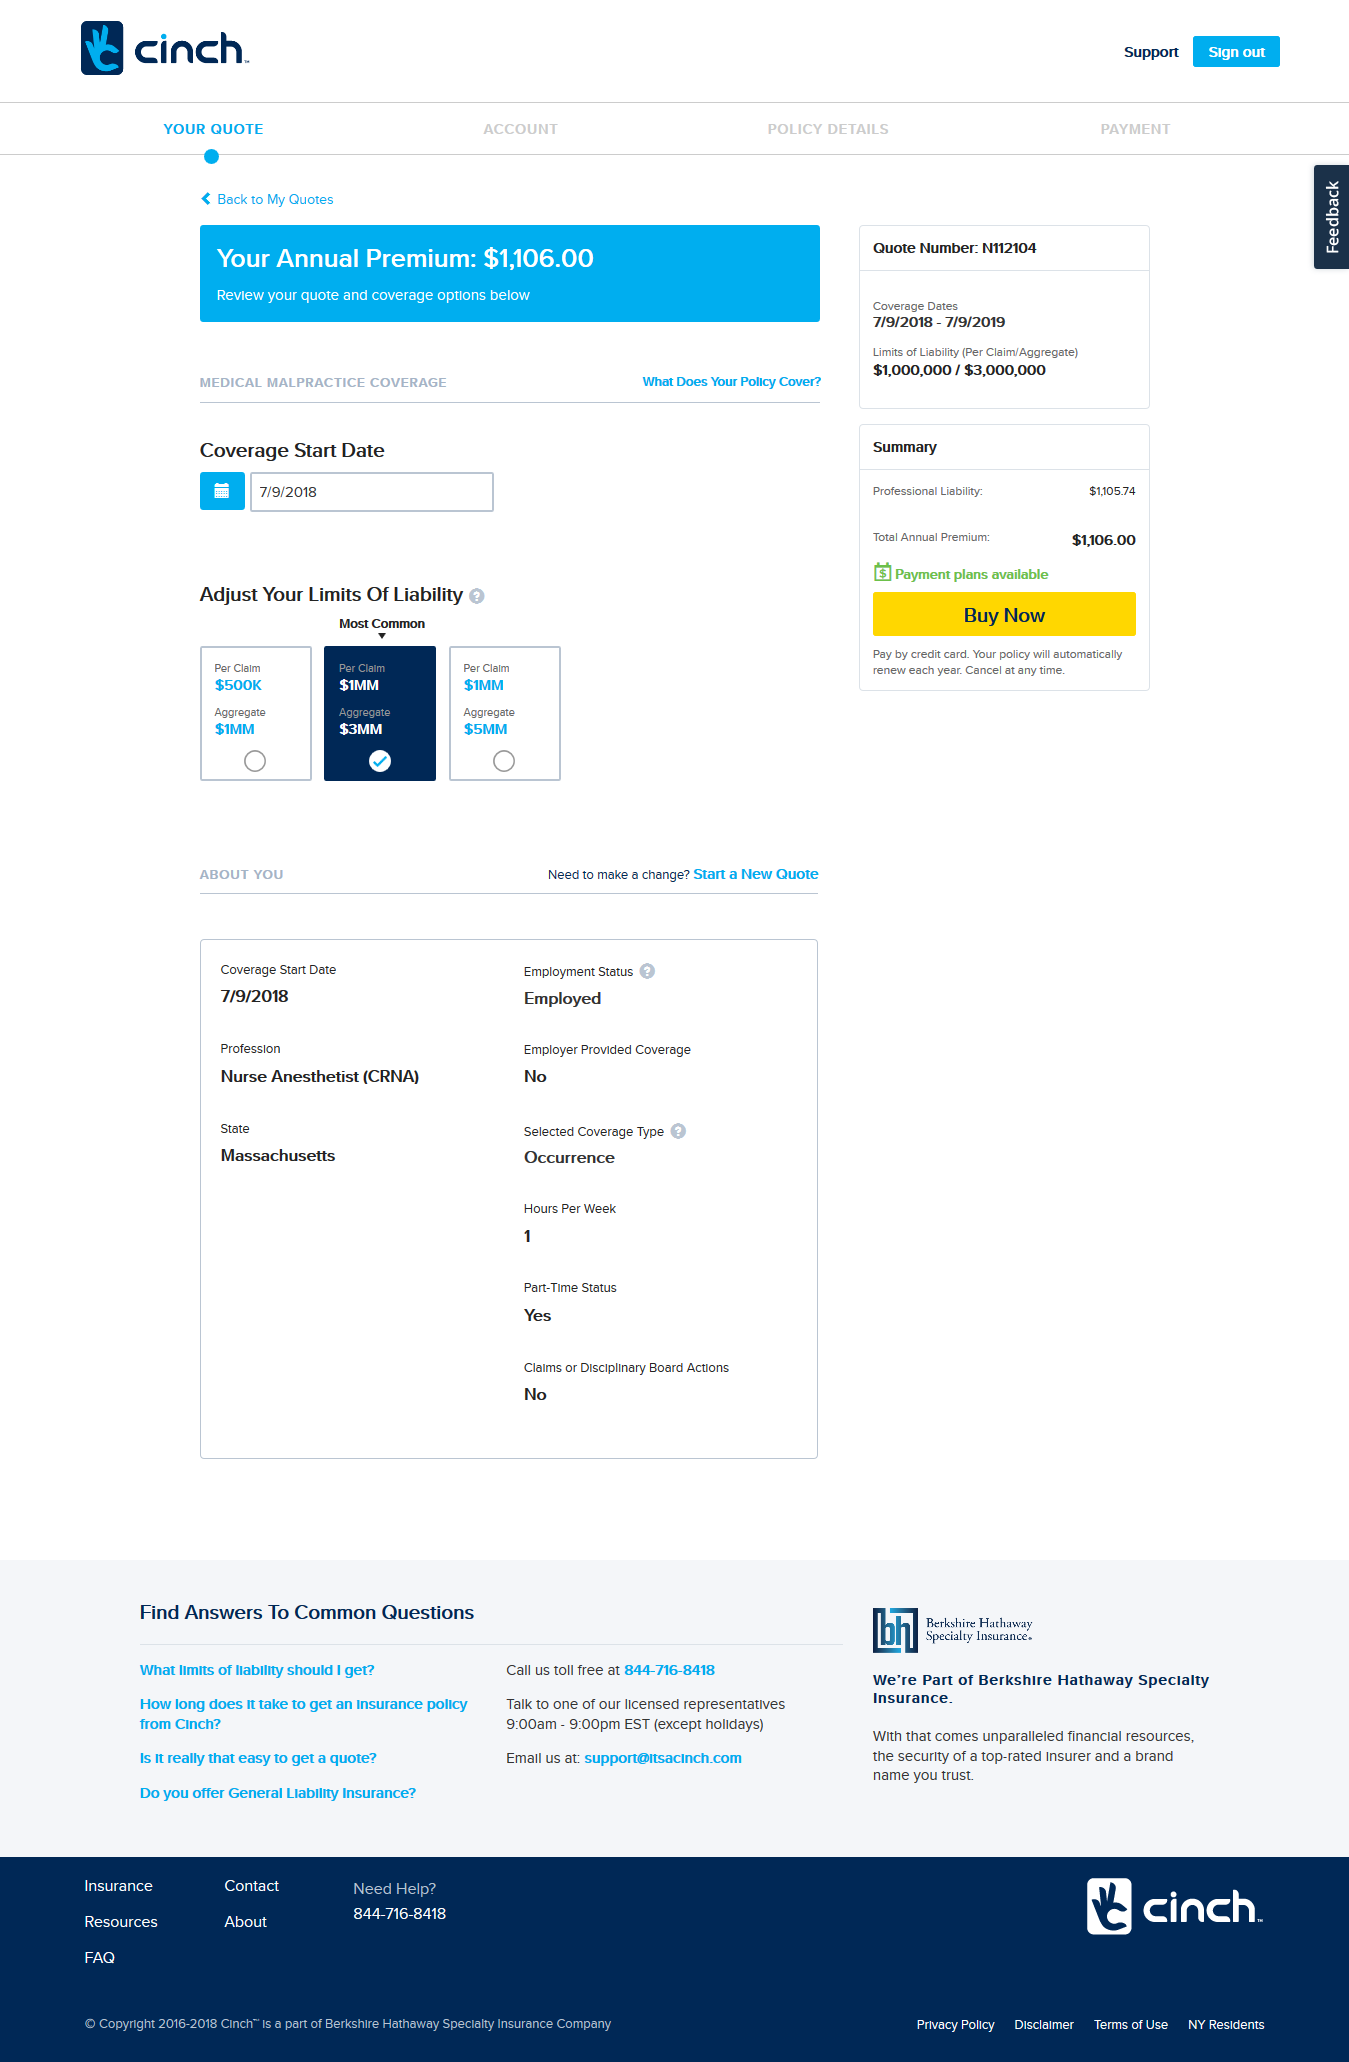 cinch™
Support
Sign out
YOUR QUOTE
ACCOUNT
POLICY DETAILS
PAYMENT
Feedback
Back to My Quotes
Your Annual Premium: $1,106.00
Review your quote and coverage options below
MEDICAL MALPRACTICE COVERAGE
What Does Your Policy Cover?
Coverage Start Date
7/9/2018
Adjust Your Limits Of Liability ?
Most Common
Per Claim
$500K
Aggregate
$1MM
Per Claim
$1MM
Aggregate
$3MM
Per Claim
$1MM
Aggregate
$5MM
Quote Number: N112104
Coverage Dates
7/9/2018 - 7/9/2019
Limits of Liability (Per Claim/Aggregate)
$1,000,000 / $3,000,000
Summary
Professional Liability: $1,105.74
Total Annual Premium: $1,106.00
$ Payment plans available
Buy Now
Pay by credit card. Your policy will automatically
renew each year. Cancel at any time.
ABOUT YOU
Need to make a change? Start a New Quote
Coverage Start Date
7/9/2018
Profession
Nurse Anesthetist (CRNA)
State
Massachusetts
Employment Status ?
Employed
Employer Provided Coverage
No
Selected Coverage Type ?
Occurrence
Hours Per Week
1
Part-Time Status
Yes
Claims or Disciplinary Board Actions
No
Find Answers To Common Questions
What limits of liability should I get?
How long does it take to get an insurance policy
from Cinch?
Is it really that easy to get a quote?
Do you offer General Liability Insurance?
Call us toll free at 844-716-8418
Talk to one of our licensed representatives
9:00am - 9:00pm EST (except holidays)
Email us at: support@itsacinch.com
bh
Berkshire Hathaway
Specialty Insurance®
We're Part of Berkshire Hathaway Specialty
Insurance.
With that comes unparalleled financial resources,
the security of a top-rated insurer and a brand
name you trust.
Insurance
Resources
FAQ
Contact
About
Need Help?
844-716-8418
cinch™
© Copyright 2016-2018 Cinch™ is a part of Berkshire Hathaway Specialty Insurance Company
Privacy Policy
Disclaimer
Terms of Use
NY Residents